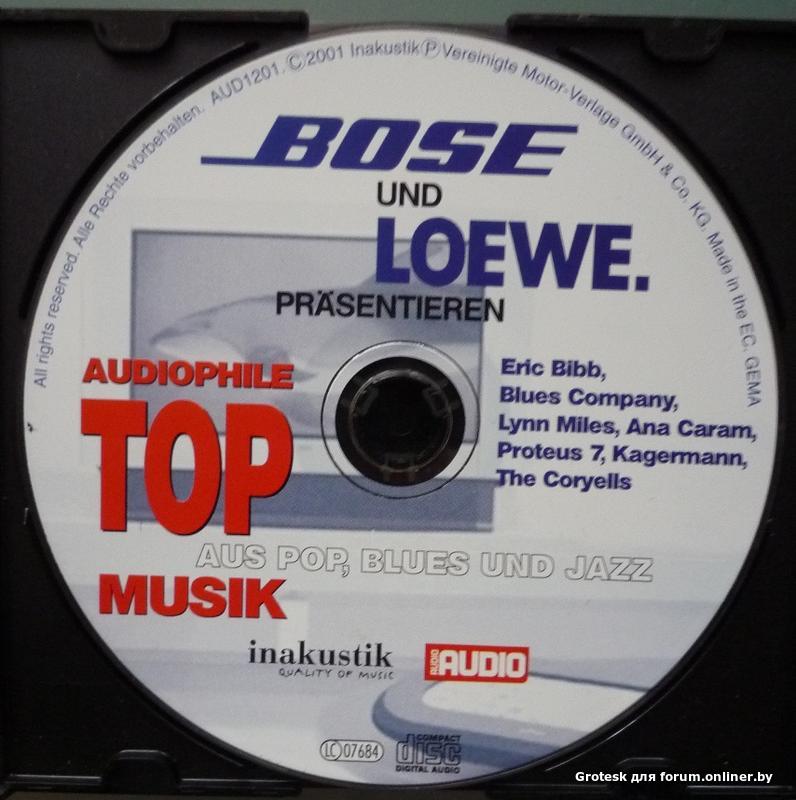 All rights reserved. Alle Rechte vorbehalten. AUD1201. Ⓒ2001 Inakustik Ⓟ Vereinigte Motor-Verlage GmbH & Co. KG. Made in the EC. GEMA
BOSE
UND
LOEWE.
PRÄSENTIEREN
AUDIOPHILE
TOP
AUS POP, BLUES UND JAZZ
MUSIK
Eric Bibb,
Blues Company,
Lynn Miles, Ana Caram,
Proteus 7, Kagermann,
The Coryells
inakustik
QUALITY OF MUSIC
AUDIO AUDIO
LC 07684
COMPACT
disc
DIGITAL AUDIO
Grotesk для forum.onliner.by